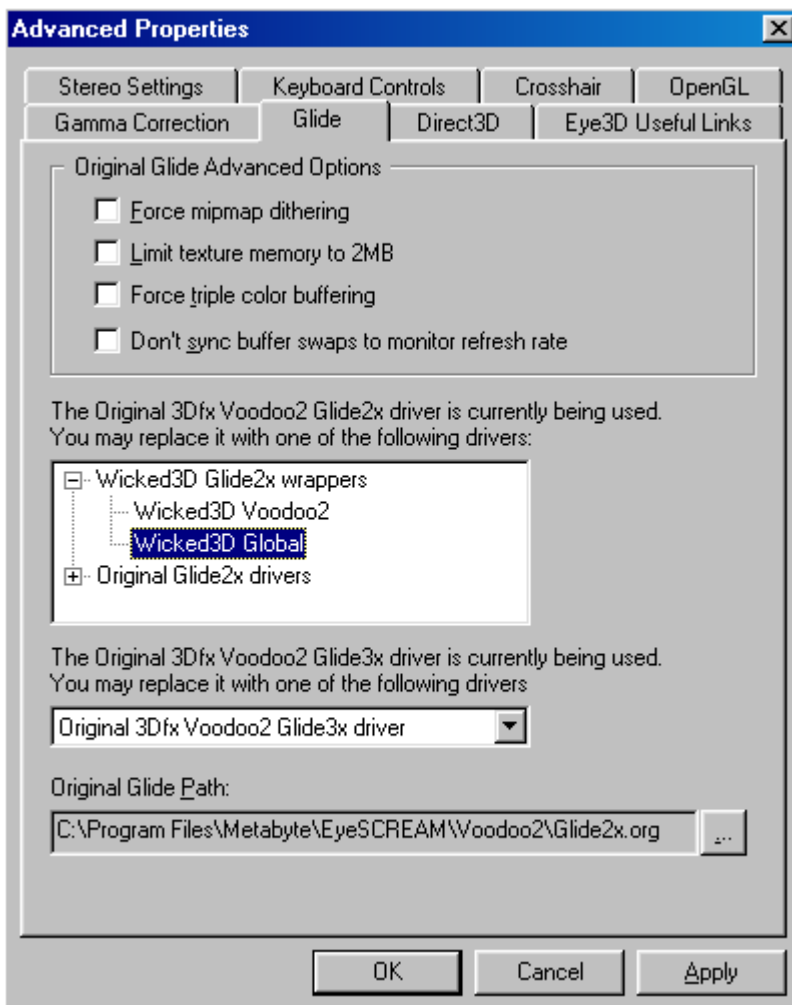 Advanced Properties
Stereo Settings
Keyboard Controls
Crosshair
OpenGL
Gamma Correction
Glide
Direct3D
Eye3D Useful Links
Original Glide Advanced Options
Force mipmap dithering
Limit texture memory to 2MB
Force triple color buffering
Don't sync buffer swaps to monitor refresh rate
The Original 3Dfx Voodoo2 Glide2x driver is currently being used.
You may replace it with one of the following drivers:
Wicked3D Glide2x wrappers
Wicked3D Voodoo2
Wicked3D Global
Original Glide2x drivers
The Original 3Dfx Voodoo2 Glide3x driver is currently being used.
You may replace it with one of the following drivers
Original 3Dfx Voodoo2 Glide3x driver
Original Glide Path:
C:\Program Files\Metabyte\EyeSCREAM\Voodoo2\Glide2x.org
...
OK
Cancel
Apply